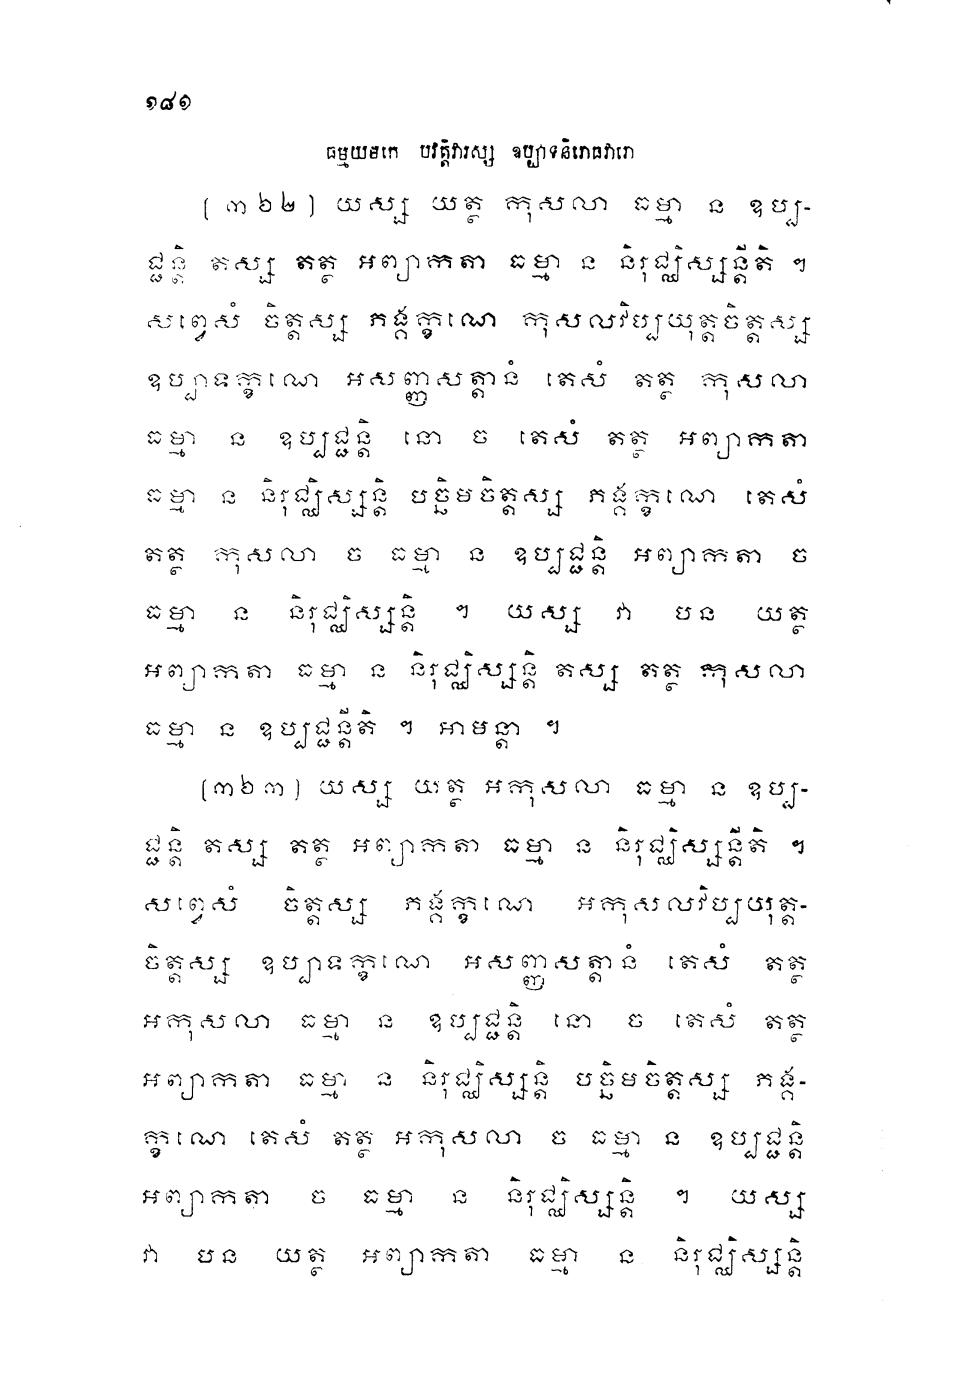 ១៨១
ធម្មយមកេ បវត្តិវារស្ស ឧប្បាទនិរោធវារោ
(៣២២) យស្ស យត្ថ កុសលា ធម្មា ន ឧប្ប-
ជ្ជន្តិ តស្ស តត្ថ អព្យាកតា ធម្មា ន និរុជ្ឈិស្សន្តីតិ ។
សព្វេសំ ចិត្តស្ស ភង្គក្ខណេ កុសលវិប្បយុត្តចិត្តស្ស
ឧប្បាទក្ខណេ អសញ្ញសត្តានំ តេសំ តត្ថ កុសលា
ធម្មា ន ឧប្បជ្ជន្តិ នោ ច តេសំ តត្ថ អព្យាកតា
ធម្មា ន និរុជ្ឈិស្សន្តិ បច្ឆិមចិត្តស្ស ភង្គក្ខណេ តេសំ
តត្ថ កុសលា ច ធម្មា ន ឧប្បជ្ជន្តិ អព្យាកតា ច
ធម្មា ន និរុជ្ឈិស្សន្តិ ។ យស្ស វា បន យត្ថ
អព្យាកតា ធម្មា ន និរុជ្ឈិស្សន្តិ តស្ស តត្ថ កុសលា
ធម្មា ន ឧប្បជ្ជន្តីតិ ។ អាមន្តា ។
(៣២៣) យស្ស យត្ថ អកុសលា ធម្មា ន ឧប្ប-
ជ្ជន្តិ តស្ស តត្ថ អព្យាកតា ធម្មា ន និរុជ្ឈិស្សន្តីតិ ។
សព្វេសំ ចិត្តស្ស ភង្គក្ខណេ អកុសលវិប្បយុត្ត-
ចិត្តស្ស ឧប្បាទក្ខណេ អសញ្ញសត្តានំ តេសំ តត្ថ
អកុសលា ធម្មា ន ឧប្បជ្ជន្តិ នោ ច តេសំ តត្ថ
អព្យាកតា ធម្មា ន និរុជ្ឈិស្សន្តិ បច្ឆិមចិត្តស្ស ភង្គ-
ក្ខណេ តេសំ តត្ថ អកុសលា ច ធម្មា ន ឧប្បជ្ជន្តិ
អព្យាកតា ច ធម្មា ន និរុជ្ឈិស្សន្តិ ។ យស្ស
វា បន យត្ថ អព្យាកតា ធម្មា ន និរុជ្ឈិស្សន្តិ